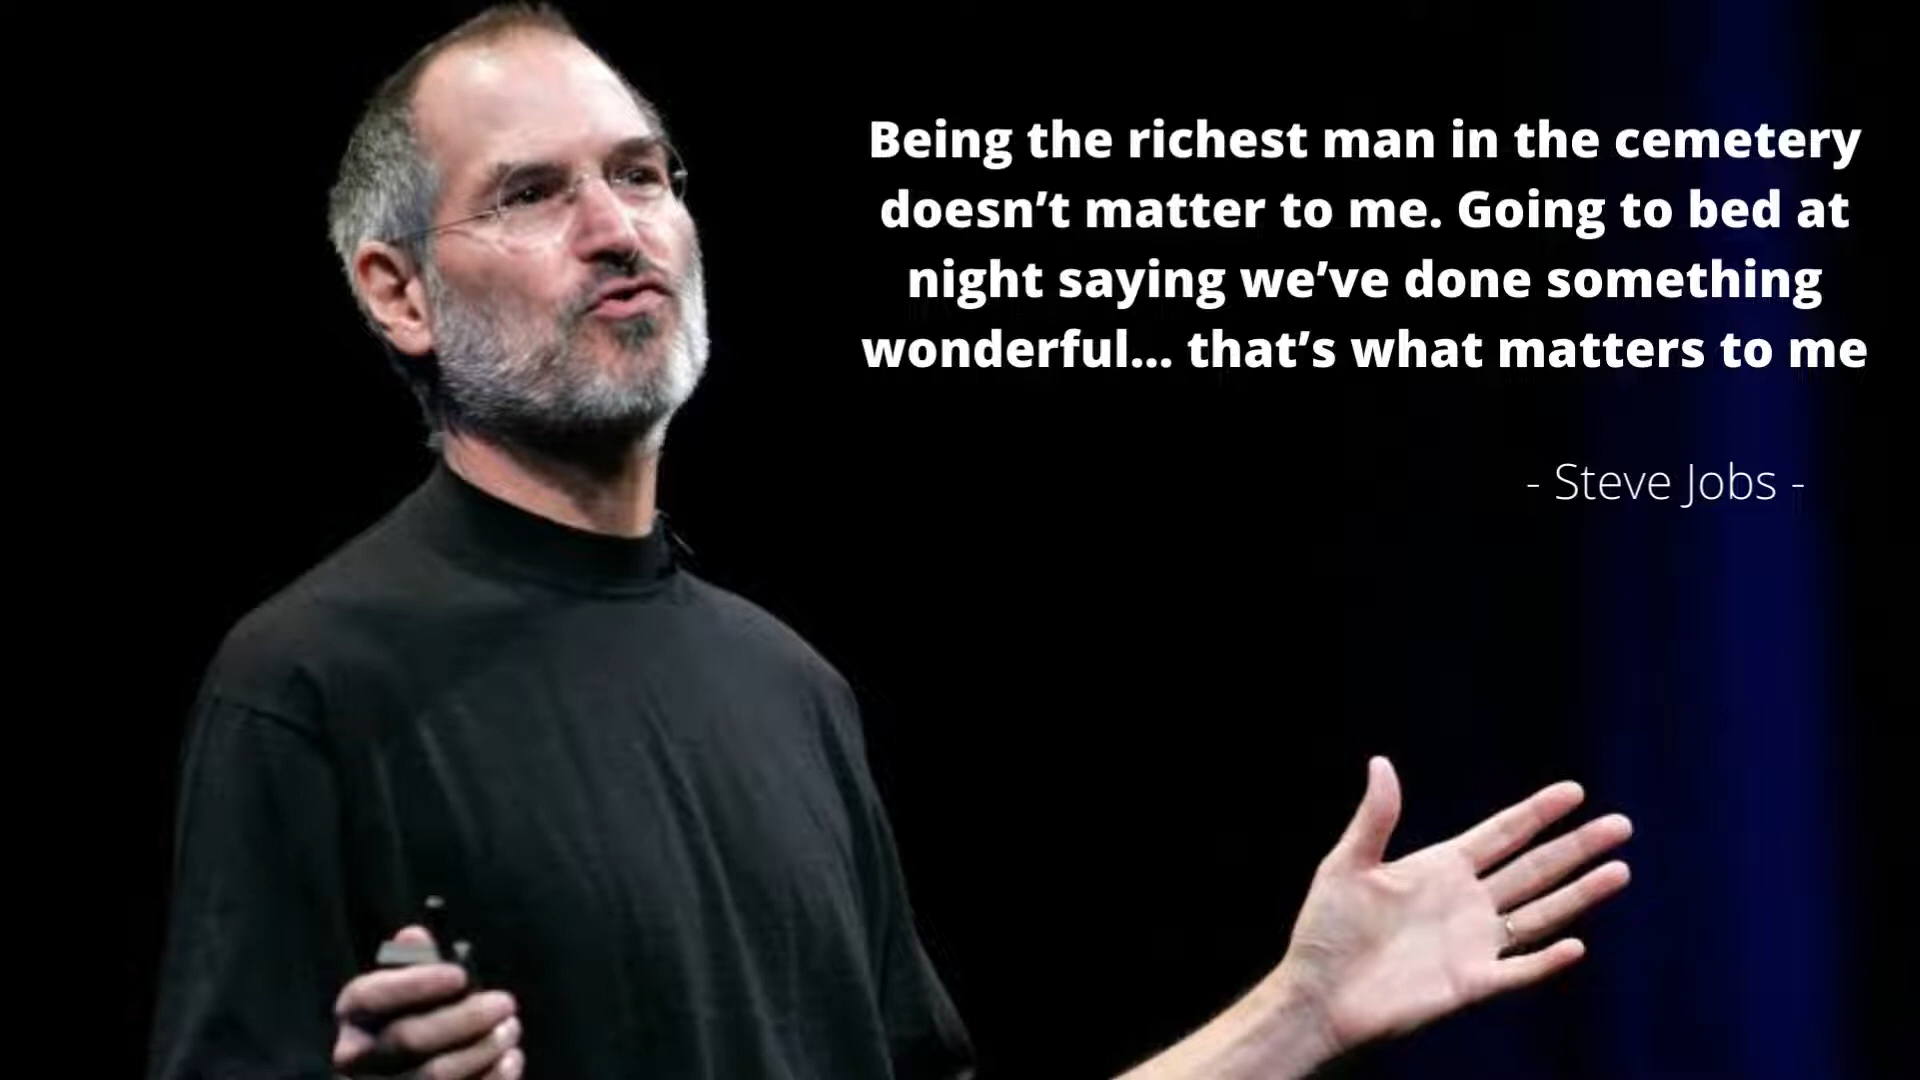 Being the richest man in the cemetery
doesn’t matter to me. Going to bed at
night saying we’ve done something
wonderful... that’s what matters to me
- Steve Jobs -